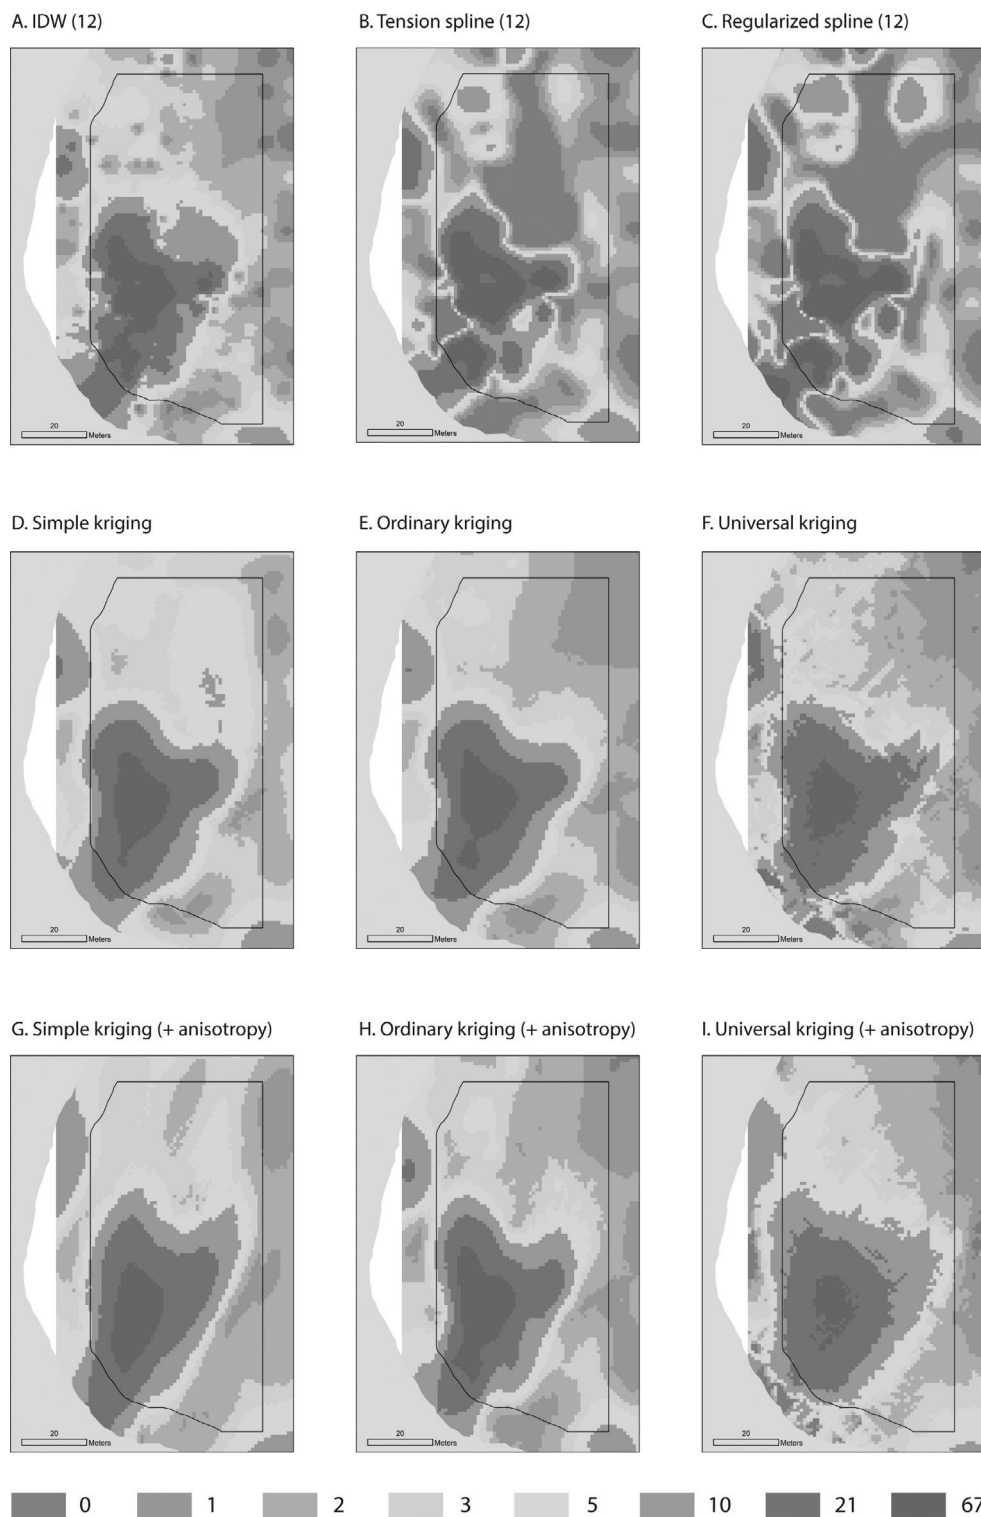 A. IDW (12) B. Tension spline (12) C. Regularized spline (12)
20 Meters 20 Meters 20 Meters
D. Simple kriging E. Ordinary kriging F. Universal kriging
20 Meters 20 Meters 20 Meters
G. Simple kriging (+ anisotropy) H. Ordinary kriging (+ anisotropy) I. Universal kriging (+ anisotropy)
20 Meters 20 Meters 20 Meters
0 1 2 3 5 10 21 67